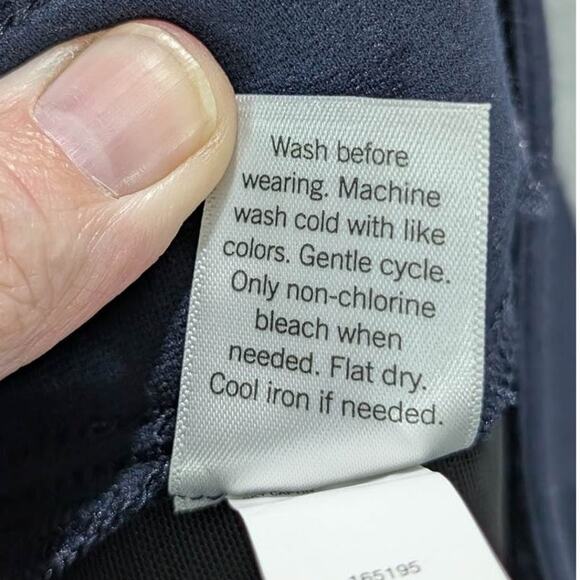 Wash before
wearing. Machine
wash cold with like
colors. Gentle cycle.
Only non-chlorine
bleach when
needed. Flat dry.
Cool iron if needed.
165195